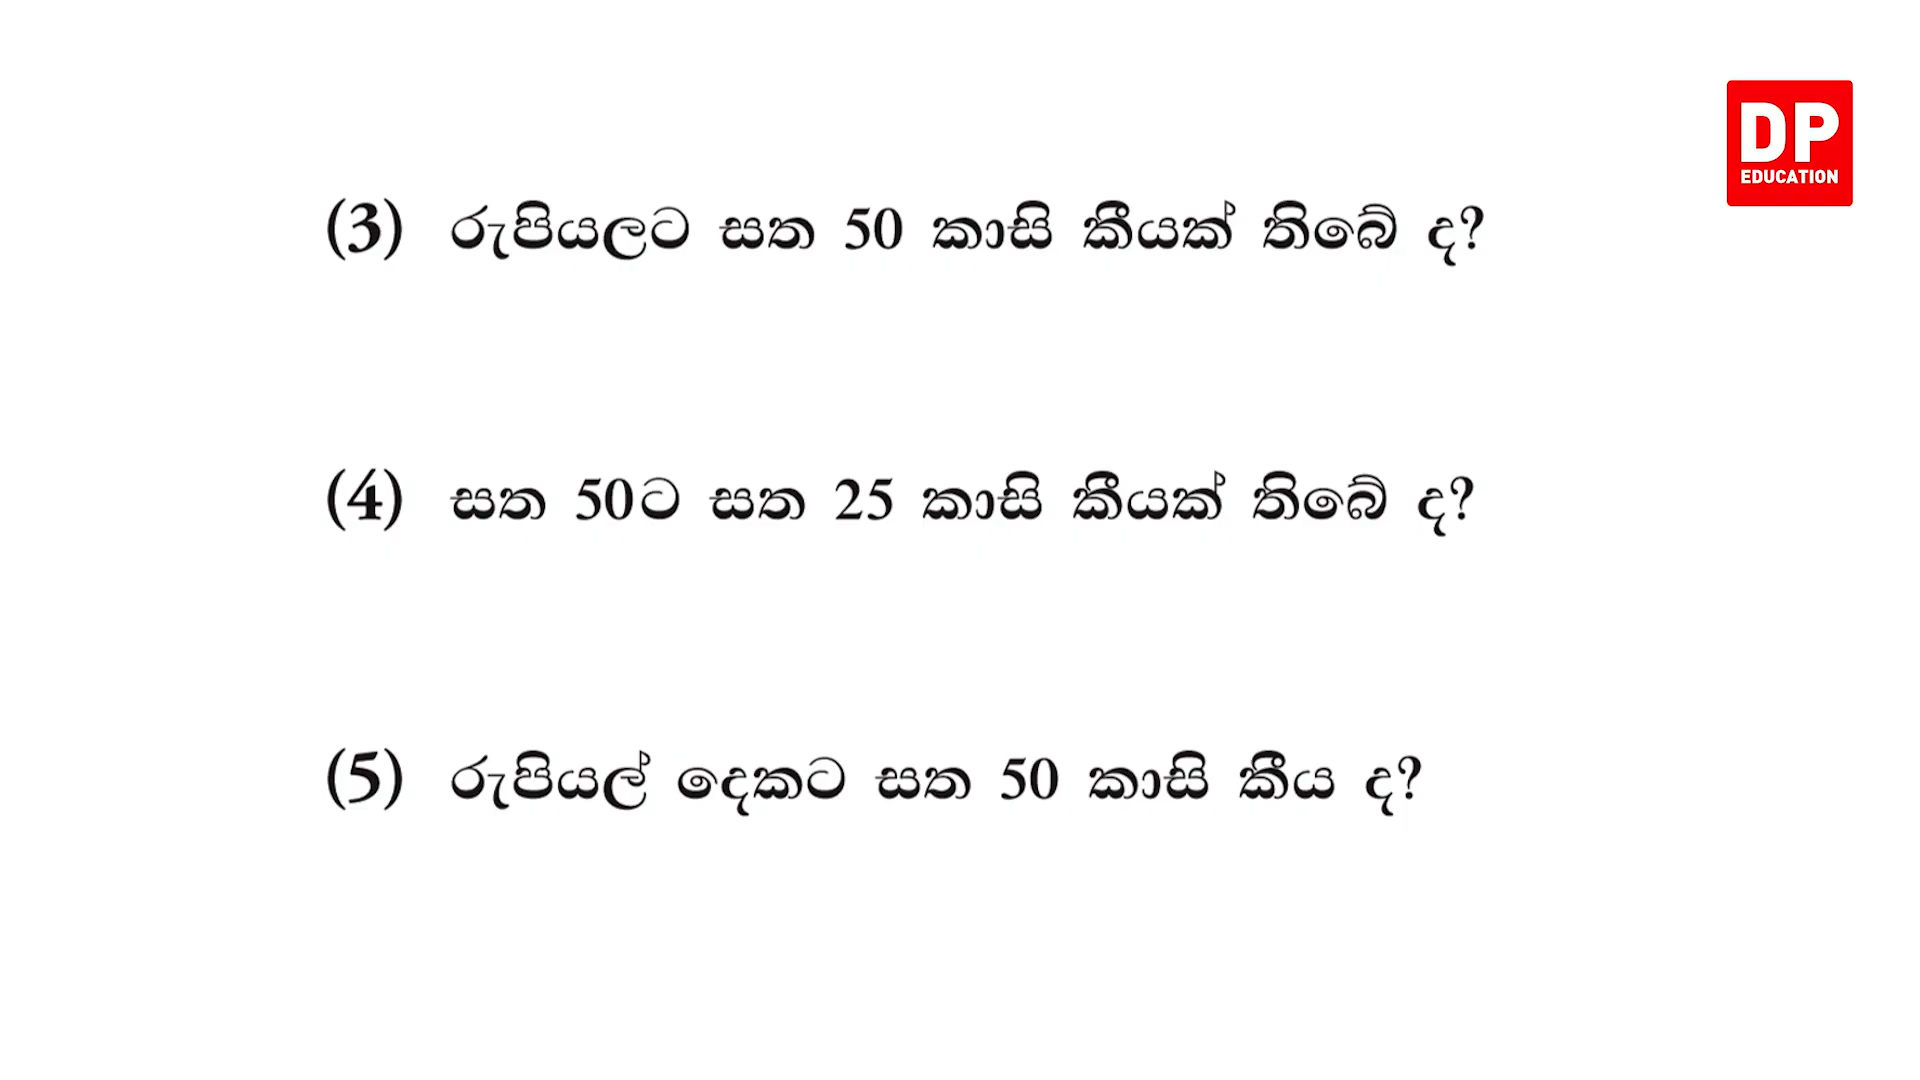 DP
EDUCATION
(3) රුපියලට සත 50 කාසි කීයක් තිබේ ද?
(4) සත 50ට සත 25 කාසි කීයක් තිබේ ද?
(5) රුපියල් දෙකට සත 50 කාසි කීය ද?